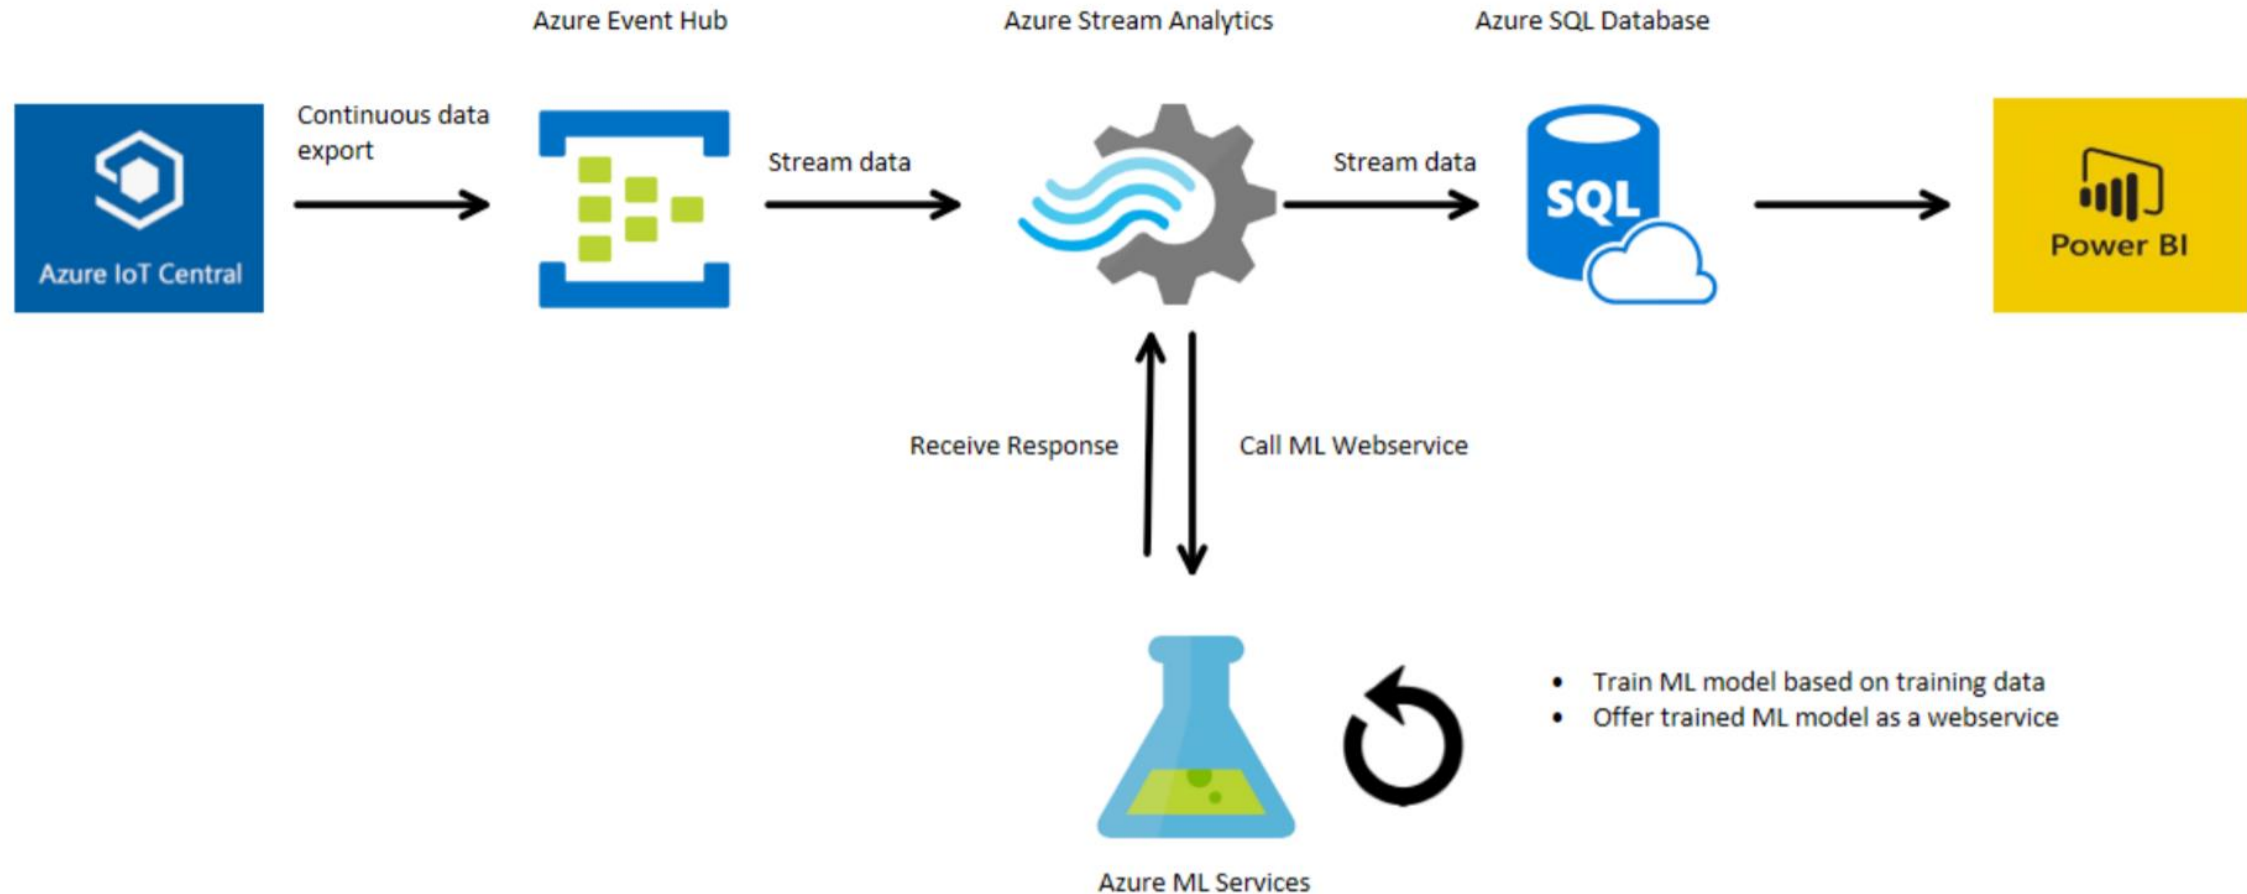 Azure Event Hub
Azure Stream Analytics
Azure SQL Database
Azure IoT Central
Continuous data
export
Stream data
Stream data
SQL
Power BI
Receive Response
Call ML Webservice
• Train ML model based on training data
• Offer trained ML model as a webservice
Azure ML Services